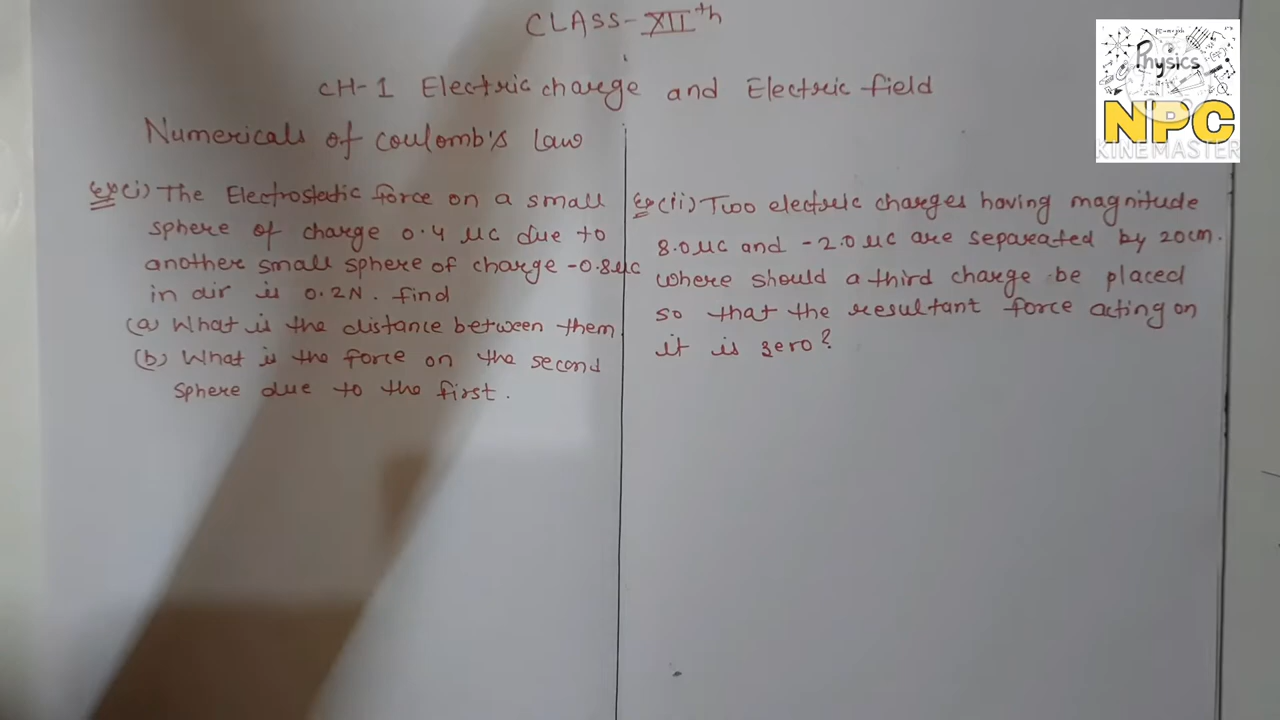 CLASS-XIIth
CH-1 Electric charge and Electric field
Numericals of coulomb's law
Ex(i) The Electrostatic force on a small
sphere of charge 0.4 μc due to
another small sphere of charge -0.8μc
in air is 0.2N. find
(a) What is the distance between them
(b) What is the force on the second
sphere due to the first.
Ex(ii) Two electric charges having magnitude
8.0μc and -2.0μc are separated by 20cm.
where should a third charge be placed
so that the resultant force acting on
it is zero?
Physics
NPC
KINEMASTER